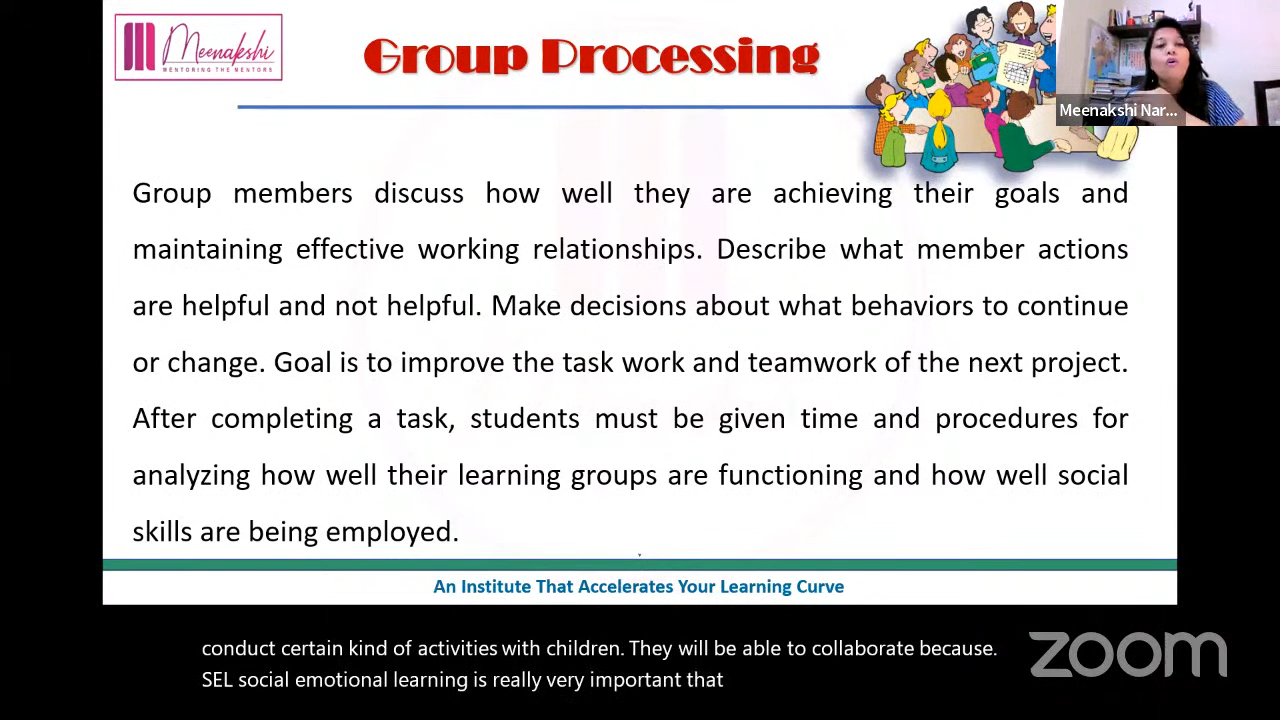 Meenakshi
MENTORING THE MENTORS
Group Processing
Meenakshi Nar...
Group members discuss how well they are achieving their goals and
maintaining effective working relationships. Describe what member actions
are helpful and not helpful. Make decisions about what behaviors to continue
or change. Goal is to improve the task work and teamwork of the next project.
After completing a task, students must be given time and procedures for
analyzing how well their learning groups are functioning and how well social
skills are being employed.
An Institute That Accelerates Your Learning Curve
conduct certain kind of activities with children. They will be able to collaborate because.
SEL social emotional learning is really very important that
zoom